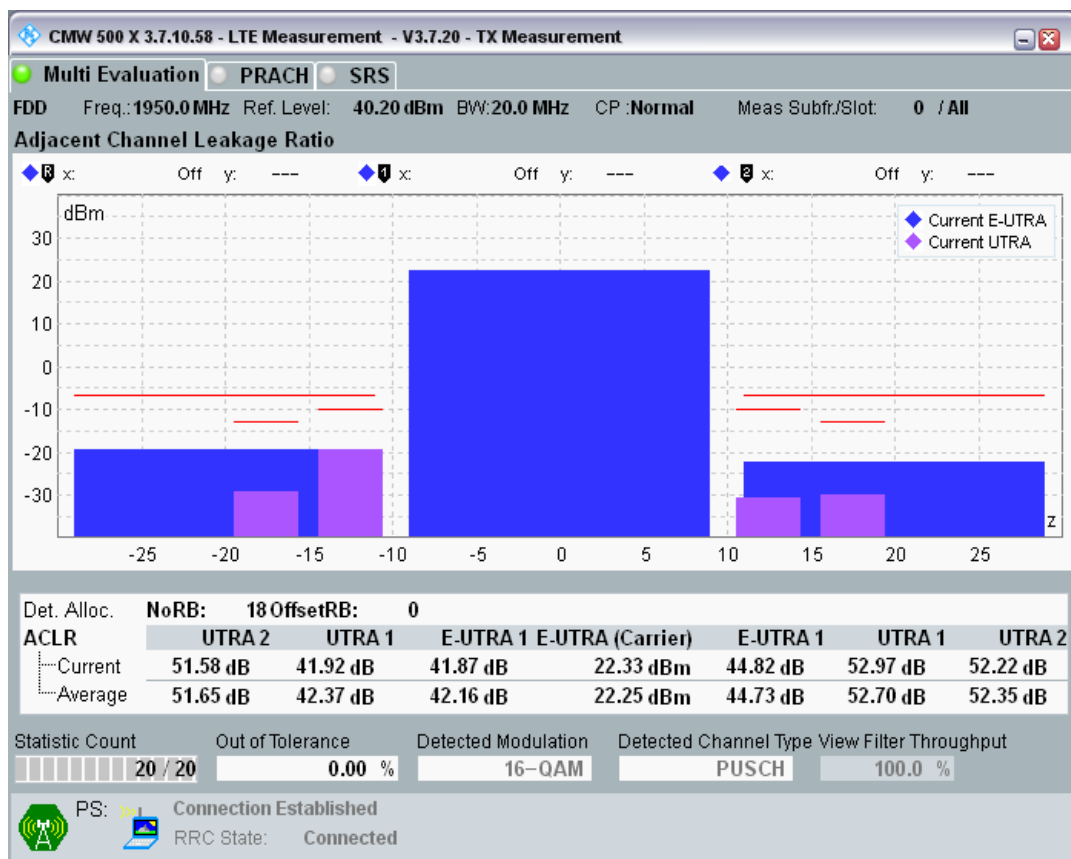 CMW 500 X 3.7.10.58 - LTE Measurement - V3.7.20 - TX Measurement
Multi Evaluation PRACH SRS
FDD Freq.: 1950.0 MHz Ref. Level: 40.20 dBm BW: 20.0 MHz CP : Normal Meas Subfr./Slot: 0 / All
Adjacent Channel Leakage Ratio
R x: Off y: --- 1 x: Off y: --- 2 x: Off y: ---
dBm
Current E-UTRA
Current UTRA
30
20
10
0
-10
-20
-30
z
-25 -20 -15 -10 -5 0 5 10 15 20 25
Det. Alloc. NoRB: 18 OffsetRB: 0
ACLR UTRA 2 UTRA 1 E-UTRA 1 E-UTRA (Carrier) E-UTRA 1 UTRA 1 UTRA 2
Current 51.58 dB 41.92 dB 41.87 dB 22.33 dBm 44.82 dB 52.97 dB 52.22 dB
Average 51.65 dB 42.37 dB 42.16 dB 22.25 dBm 44.73 dB 52.70 dB 52.35 dB
Statistic Count Out of Tolerance Detected Modulation Detected Channel Type View Filter Throughput
20 / 20 0.00 % 16-QAM PUSCH 100.0 %
PS: Connection Established
RRC State: Connected